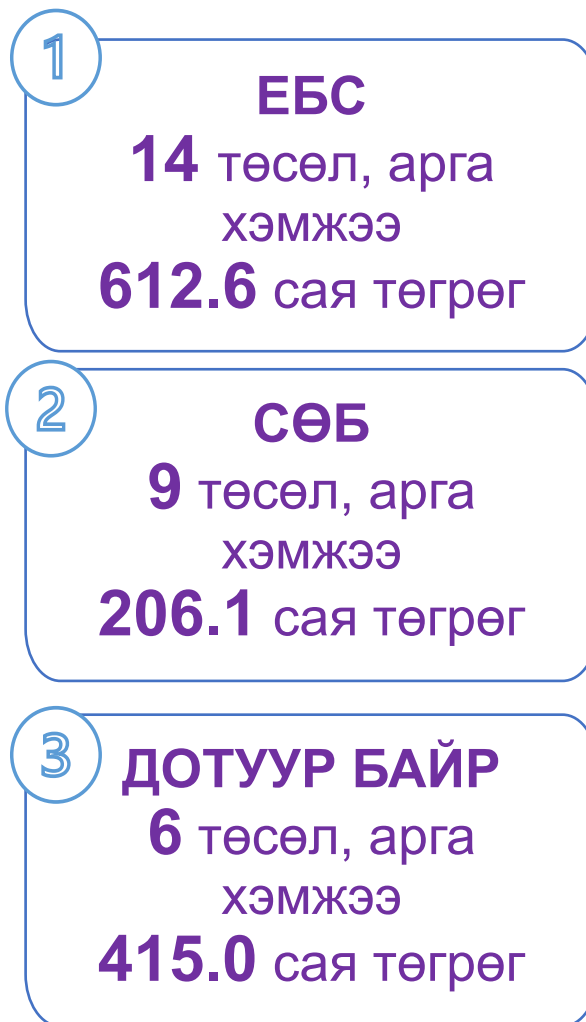 1
ЕБС
14 төсөл, арга
хэмжээ
612.6 сая төгрөг
2
СӨБ
9 төсөл, арга
хэмжээ
206.1 сая төгрөг
3
ДОТУУР БАЙР
6 төсөл, арга
хэмжээ
415.0 сая төгрөг